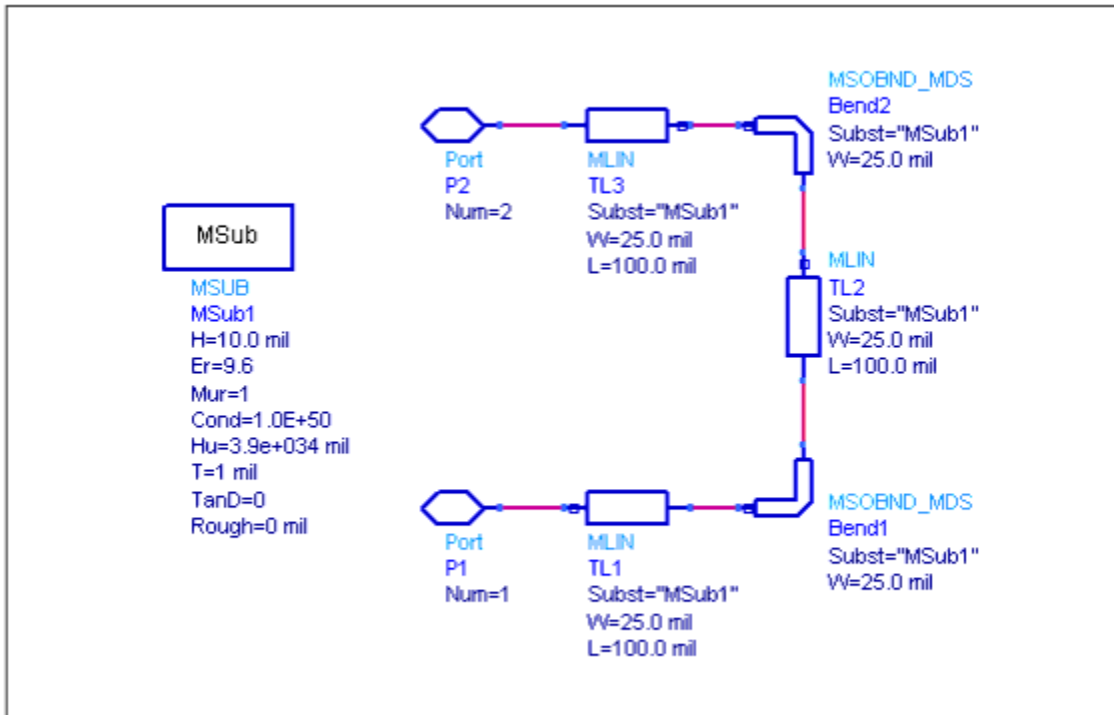 MSub
MSUB
MSub1
H=10.0 mil
Er=9.6
Mur=1
Cond=1.0E+50
Hu=3.9e+034 mil
T=1 mil
TanD=0
Rough=0 mil
Port
P2
Num=2
MLIN
TL3
Subst="MSub1"
W=25.0 mil
L=100.0 mil
MSOBND_MDS
Bend2
Subst="MSub1"
W=25.0 mil
MLIN
TL2
Subst="MSub1"
W=25.0 mil
L=100.0 mil
Port
P1
Num=1
MLIN
TL1
Subst="MSub1"
W=25.0 mil
L=100.0 mil
MSOBND_MDS
Bend1
Subst="MSub1"
W=25.0 mil